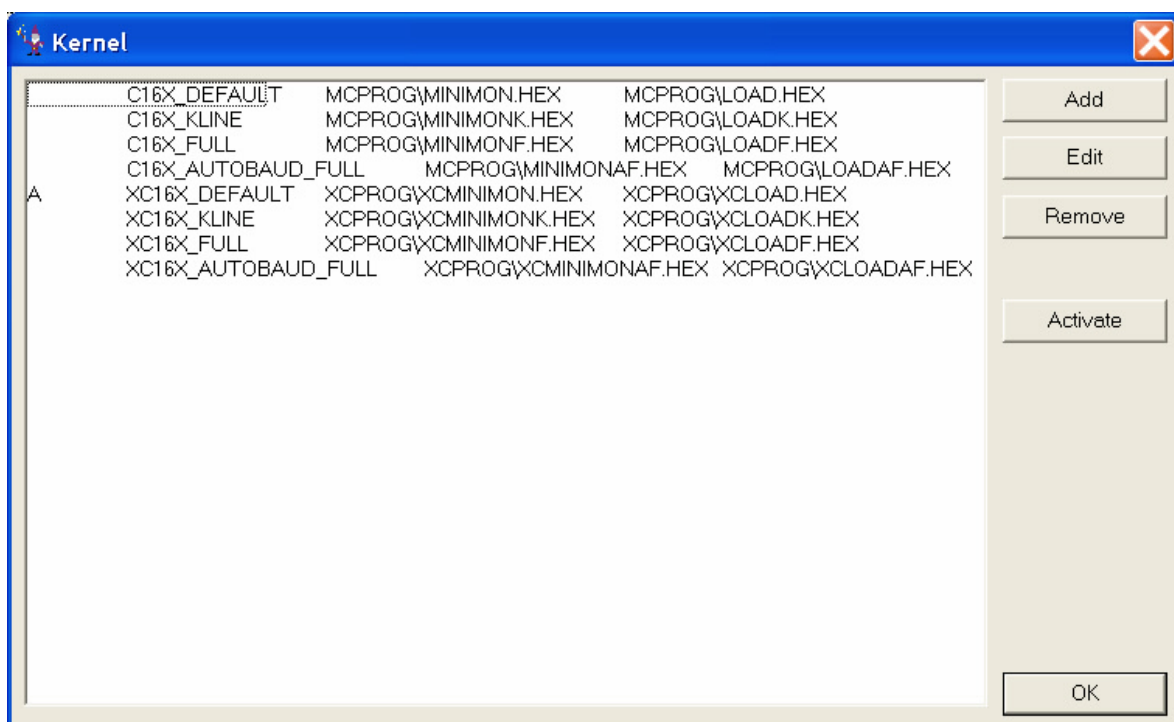 Kernel
C16X_DEFAULT MCPROG\MINIMON.HEX MCPROG\LOAD.HEX
C16X_KLINE MCPROG\MINIMONK.HEX MCPROG\LOADK.HEX
C16X_FULL MCPROG\MINIMONF.HEX MCPROG\LOADF.HEX
C16X_AUTOBAUD_FULL MCPROG\MINIMONAF.HEX MCPROG\LOADAF.HEX
A XC16X_DEFAULT XCPROG\XCMINIMON.HEX XCPROG\XCLOAD.HEX
XC16X_KLINE XCPROG\XCMINIMONK.HEX XCPROG\XCLOADK.HEX
XC16X_FULL XCPROG\XCMINIMONF.HEX XCPROG\XCLOADF.HEX
XC16X_AUTOBAUD_FULL XCPROG\XCMINIMONAF.HEX XCPROG\XCLOADAF.HEX
Add
Edit
Remove
Activate
OK